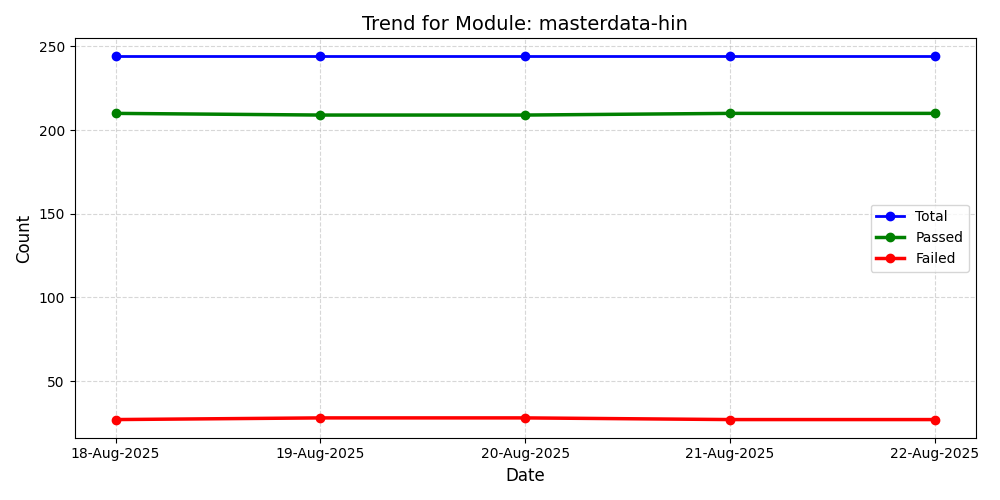 Trend for Module: masterdata-hin
250
200
150
100
50
Count
Total
Passed
Failed
18-Aug-2025 19-Aug-2025 20-Aug-2025 21-Aug-2025 22-Aug-2025
Date